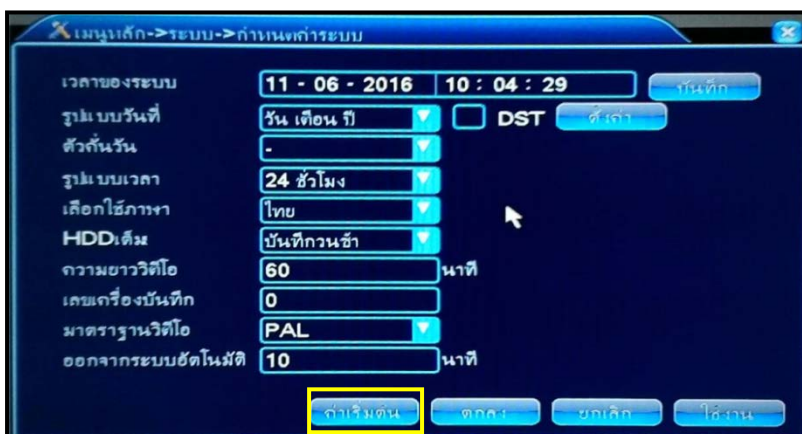 เมนูหลัก->ระบบ->กำหนดค่าระบบ
เวลาของระบบ 11 - 06 - 2016 10 : 04 : 29 บันทึก
รูปแบบวันที่ วัน เดือน ปี DST ตั้งค่า
ตัวกั่นวัน -
รูปแบบเวลา 24 ชั่วโมง
เลือกใช้ภาษา ไทย
HDDเต็ม บันทึกวนซ้ำ
ความยาววิดีโอ 60 นาที
เลขเครื่องบันทึก 0
มาตราฐานวิดีโอ PAL
ออกจากระบบอัตโนมัติ 10 นาที
ค่าเริ่มต้น ตกลง ยกเลิก ใช้งาน